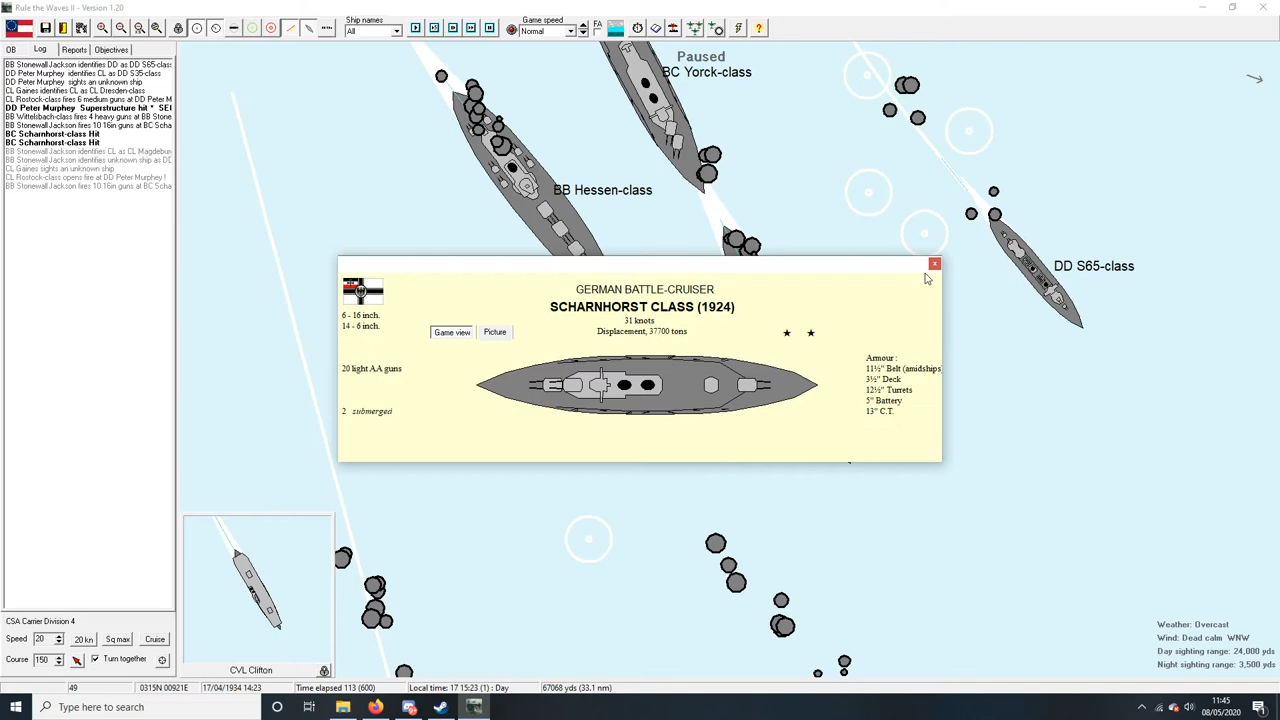 Rule the Waves II - Version 1.20
Ship names
All
Game speed
Normal
FA
OB Log Reports Objectives
BB Stonewall Jackson identifies DD as DD S65-class
DD Peter Murphey identifies CL as DD S35-class
DD Peter Murphey sights an unknown ship
CL Gaines identifies CL as CL Dresden-class
CL Rostock-class fires 6 medium guns at DD Peter M
DD Peter Murphey Superstructure hit * SE(
BB Wittelsbach-class fires 4 heavy guns at BB Stone
BB Stonewall Jackson fires 10 16in guns at BC Scha
BC Scharnhorst-class Hit
BC Scharnhorst-class Hit
BB Stonewall Jackson identifies CL as CL Magdeburg
BB Stonewall Jackson identifies unknown ship as DD
CL Gaines sights an unknown ship
CL Rostock-class opens fire at DD Peter Murphey !
BB Stonewall Jackson fires 10 16in guns at BC Scha
Paused
BC Yorck-class
BB Hessen-class
DD S65-class
GERMAN BATTLE-CRUISER
SCHARNHORST CLASS (1924)
31 knots
Displacement, 37700 tons
6 - 16 inch.
14 - 6 inch.
Game view Picture
20 light AA guns
2 submerged
Armour :
11½" Belt (amidships)
3½" Deck
12½" Turrets
5" Battery
13" C.T.
CSA Carrier Division 4
Speed 20 20 kn Sq max Cruise
Course 150 Turn together
CVL Clifton
Weather: Overcast
Wind: Dead calm WNW
Day sighting range: 24,000 yds
Night sighting range: 3,500 yds
49 0315N 00921E 17/04/1934 14:23 Time elapsed 113 (600) Local time: 17 15:23 (1) : Day 67068 yds (33.1 nm)
Type here to search
11:45
08/05/2020